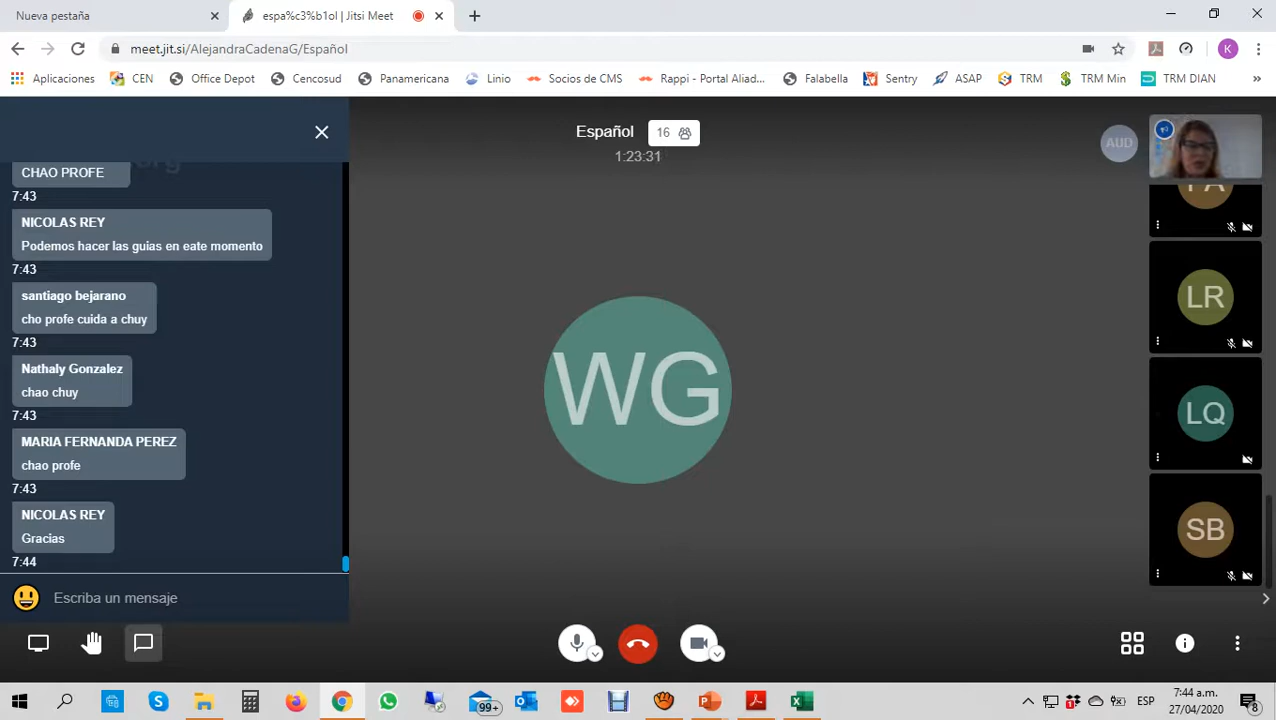 Nueva pestaña
espa%c3%b1ol | Jitsi Meet
meet.jit.si/AlejandraCadenaG/Español
K
Aplicaciones
CEN
Office Depot
Cencosud
Panamericana
Linio
Socios de CMS
Rappi - Portal Aliad...
Falabella
Sentry
ASAP
TRM
TRM Min
TRM DIAN
»
Español
16
1:23:31
AUD
CHAO PROFE
7:43
NICOLAS REY
Podemos hacer las guias en eate momento
7:43
santiago bejarano
cho profe cuida a chuy
7:43
Nathaly Gonzalez
chao chuy
7:43
MARIA FERNANDA PEREZ
chao profe
7:43
NICOLAS REY
Gracias
7:44
Escriba un mensaje
WG
LR
LQ
SB
99+
ESP
7:44 a.m.
27/04/2020
8